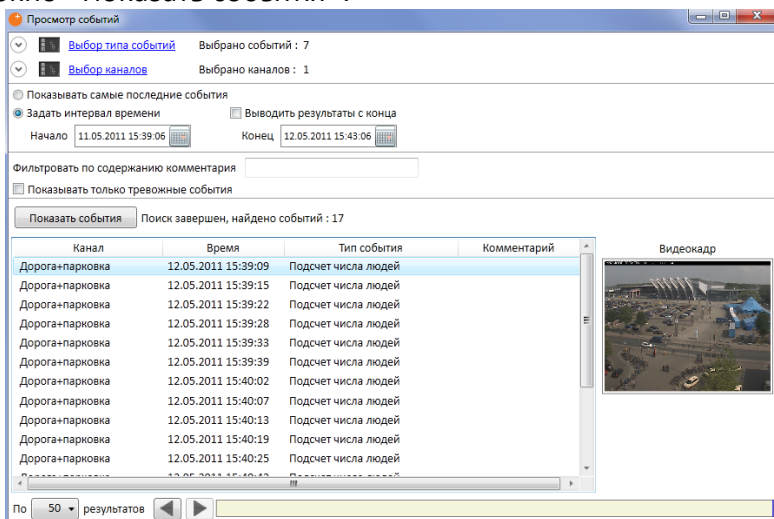 "Показать события".
Просмотр событий
Выбор типа событий Выбрано событий : 7
Выбор каналов Выбрано каналов : 1
Показывать самые последние события
Задать интервал времени Выводить результаты с конца
Начало 11.05.2011 15:39:06 Конец 12.05.2011 15:43:06
Фильтровать по содержанию комментария
Показывать только тревожные события
Показать события Поиск завершен, найдено событий : 17
Канал Время Тип события Комментарий Видеокадр
Дорога+парковка 12.05.2011 15:39:09 Подсчет числа людей
Дорога+парковка 12.05.2011 15:39:15 Подсчет числа людей
Дорога+парковка 12.05.2011 15:39:22 Подсчет числа людей
Дорога+парковка 12.05.2011 15:39:28 Подсчет числа людей
Дорога+парковка 12.05.2011 15:39:33 Подсчет числа людей
Дорога+парковка 12.05.2011 15:39:39 Подсчет числа людей
Дорога+парковка 12.05.2011 15:40:02 Подсчет числа людей
Дорога+парковка 12.05.2011 15:40:07 Подсчет числа людей
Дорога+парковка 12.05.2011 15:40:13 Подсчет числа людей
Дорога+парковка 12.05.2011 15:40:19 Подсчет числа людей
Дорога+парковка 12.05.2011 15:40:25 Подсчет числа людей
По 50 результатов